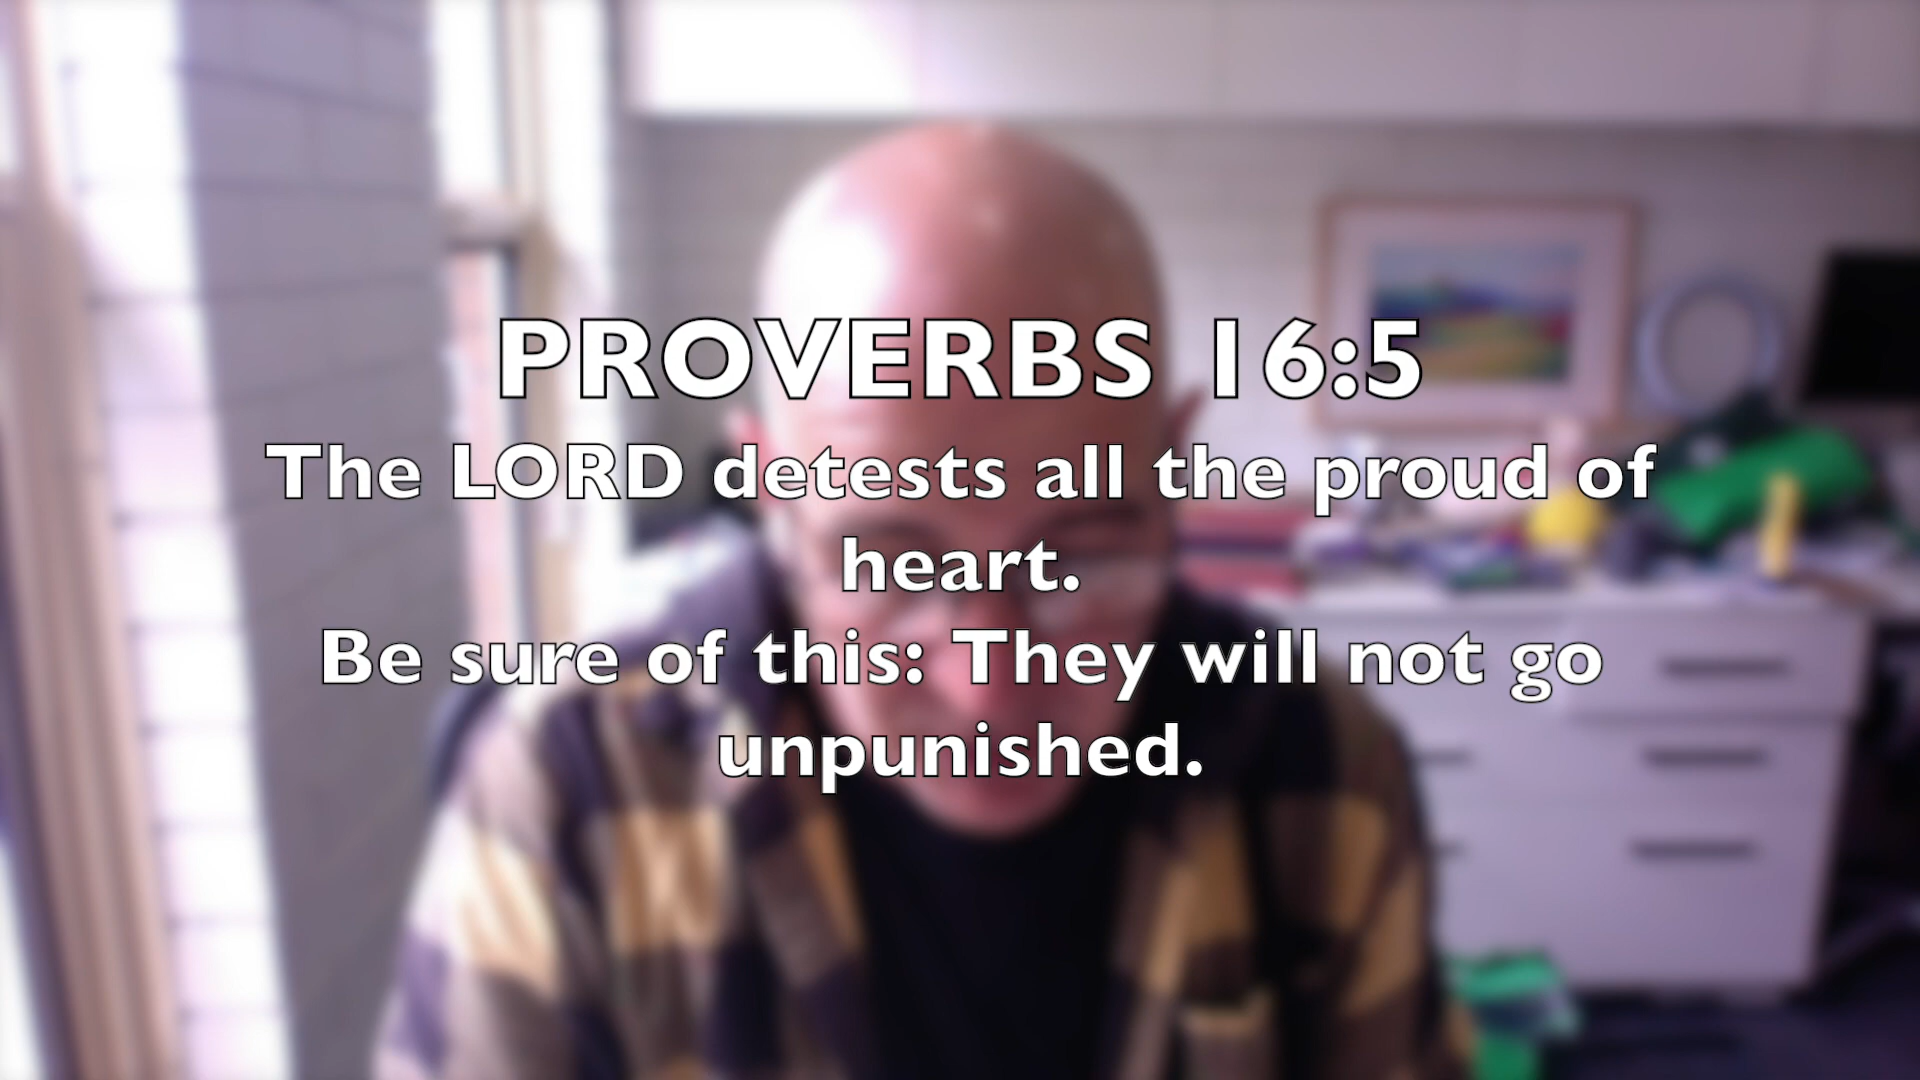 PROVERBS 16:5
The LORD detests all the proud of
heart.
Be sure of this: They will not go
unpunished.